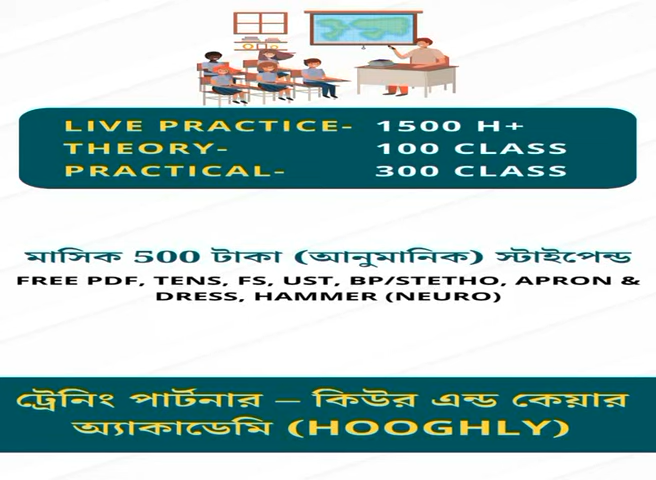 LIVE PRACTICE- 1500 H+
THEORY- 100 CLASS
PRACTICAL- 300 CLASS
মাসিক 500 টাকা (আনুমানিক) স্টাইপেন্ড
FREE PDF, TENS, FS, UST, BP/STETHO, APRON &
DRESS, HAMMER (NEURO)
ট্রেনিং পার্টনার – কিউর এন্ড কেয়ার
অ্যাকাডেমি (HOOGHLY)